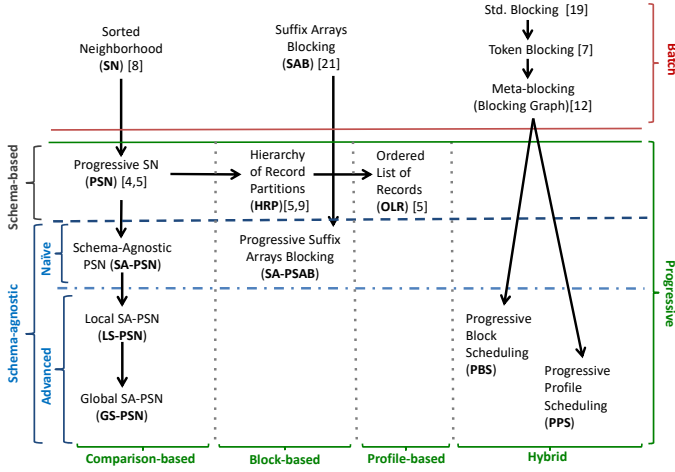 Std. Blocking [19]
Sorted
Neighborhood
(SN) [8]
Suffix Arrays
Blocking
(SAB) [21]
Token Blocking [7]
Meta-blocking
(Blocking Graph)[12]
Batch
Schema-based
Progressive SN
(PSN) [4,5]
Hierarchy
of Record
Partitions
(HRP)[5,9]
Ordered
List of
Records
(OLR) [5]
Schema-agnostic
Naïve
Schema-Agnostic
PSN (SA-PSN)
Progressive Suffix
Arrays Blocking
(SA-PSAB)
Progressive
Advanced
Local SA-PSN
(LS-PSN)
Global SA-PSN
(GS-PSN)
Progressive
Block
Scheduling
(PBS)
Progressive
Profile
Scheduling
(PPS)
Comparison-based
Block-based
Profile-based
Hybrid